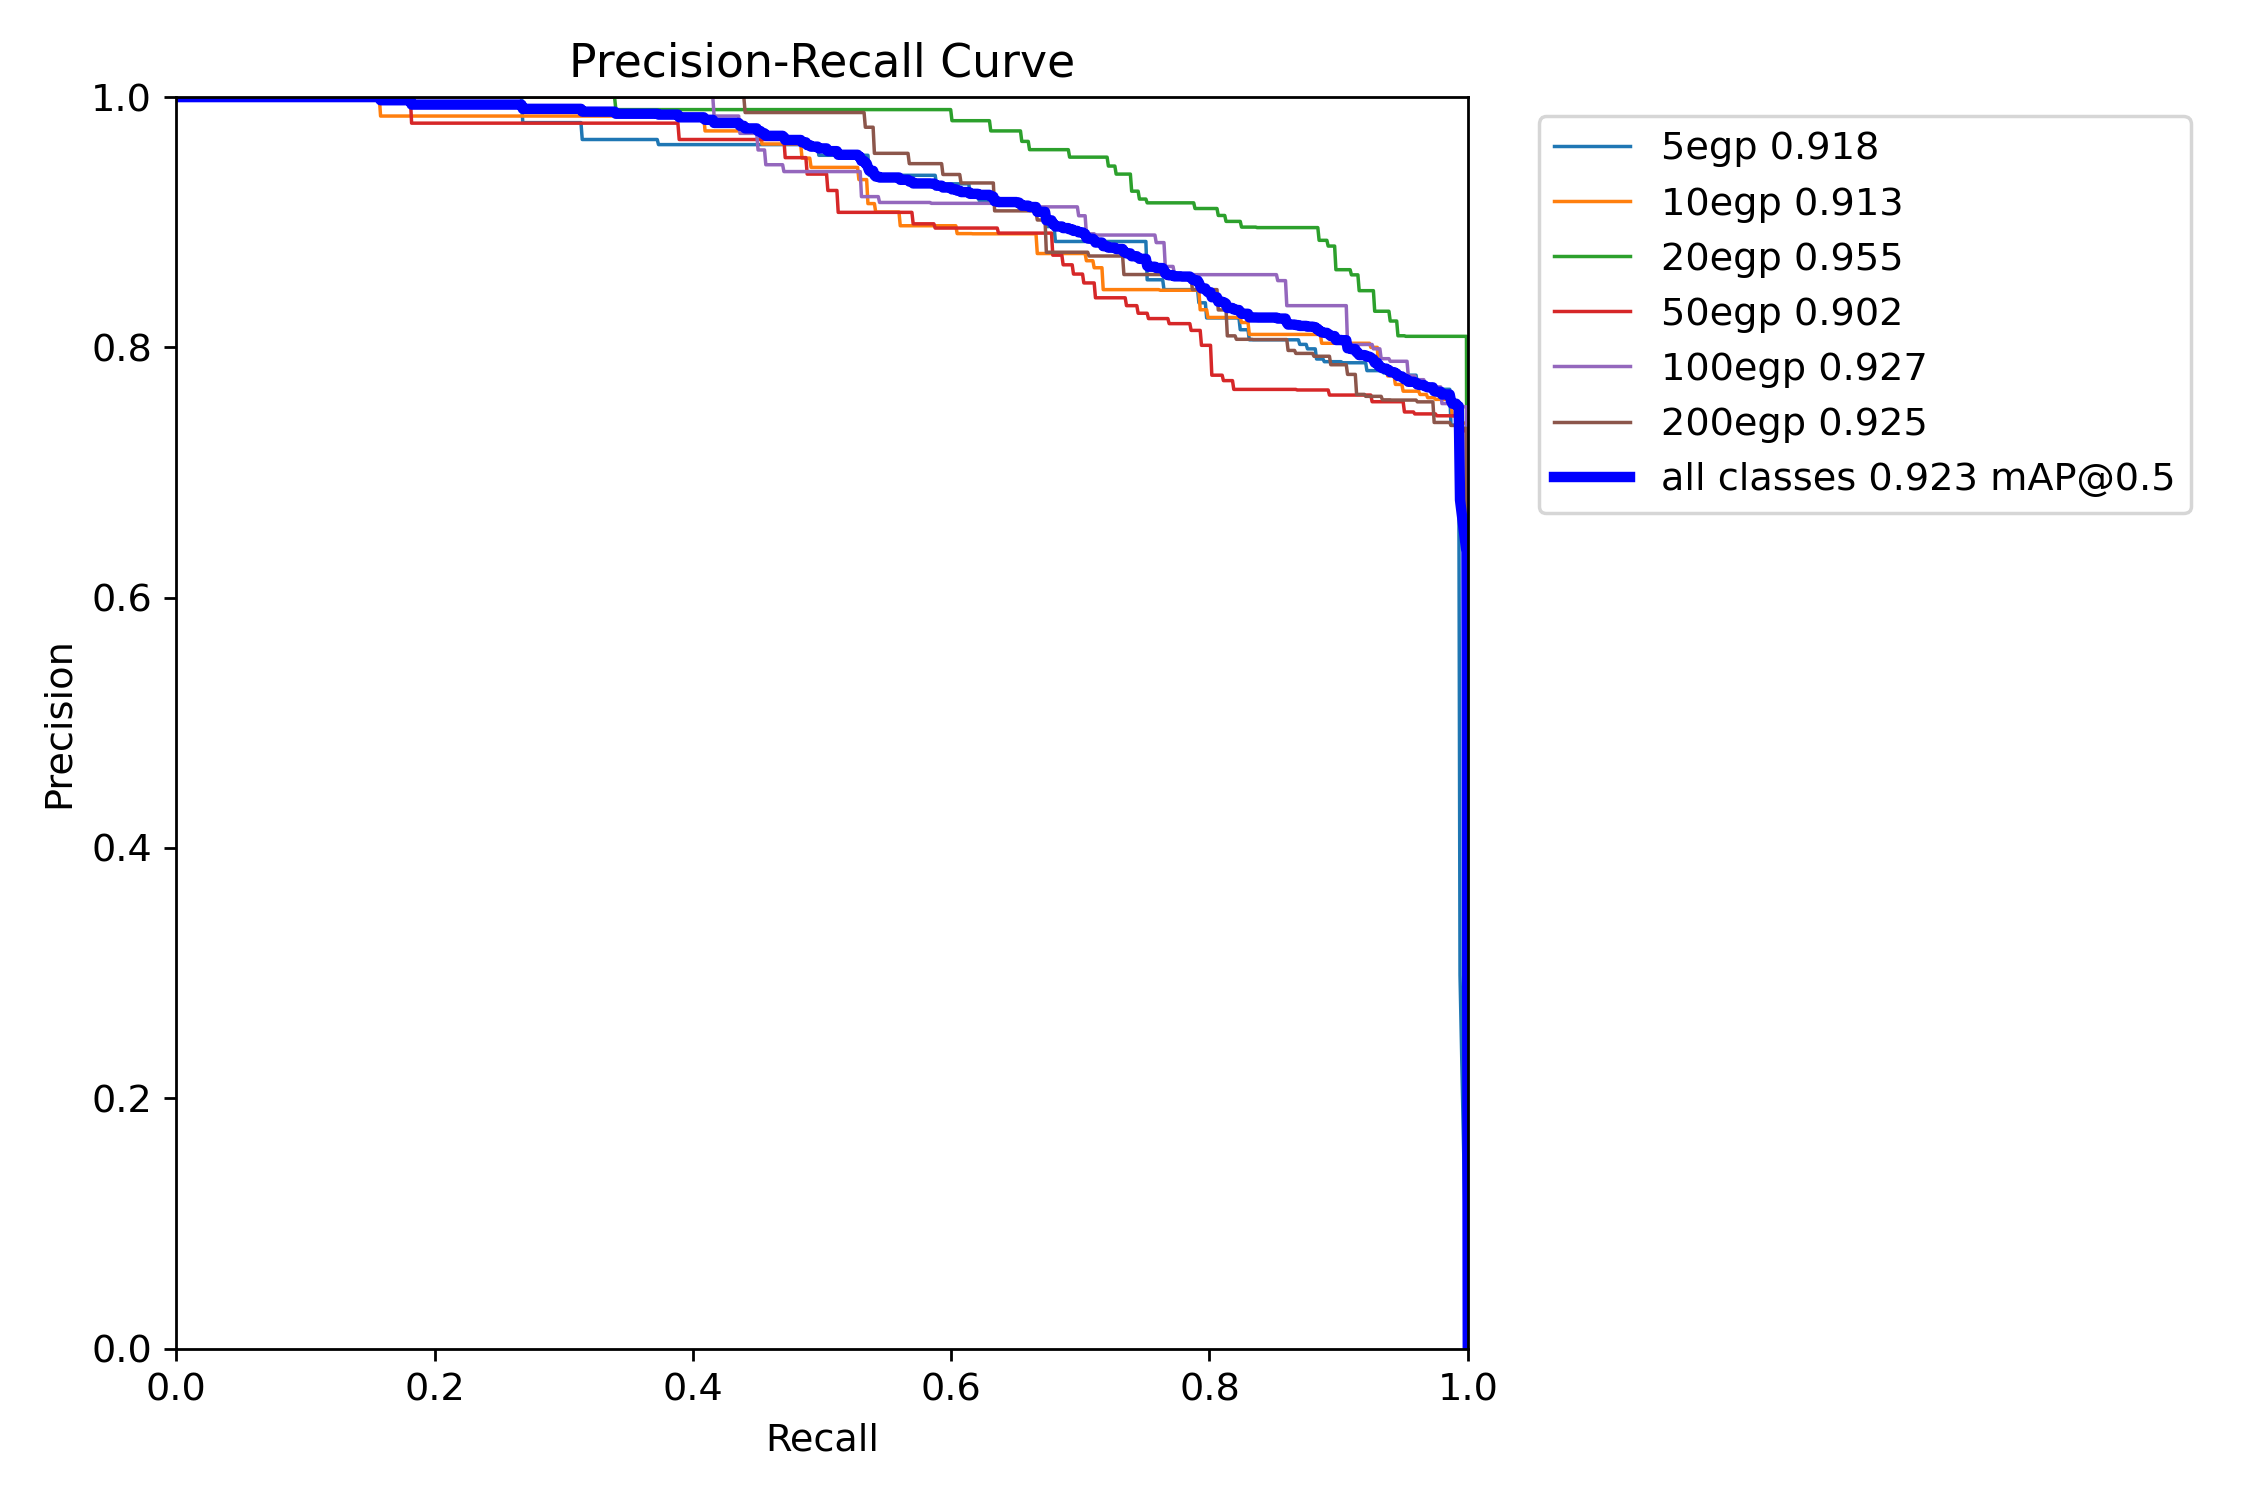 Precision-Recall Curve
1.0
0.8
0.6
0.4
0.2
0.0
Precision
0.0 0.2 0.4 0.6 0.8 1.0
Recall
5egp 0.918
10egp 0.913
20egp 0.955
50egp 0.902
100egp 0.927
200egp 0.925
all classes 0.923 mAP@0.5